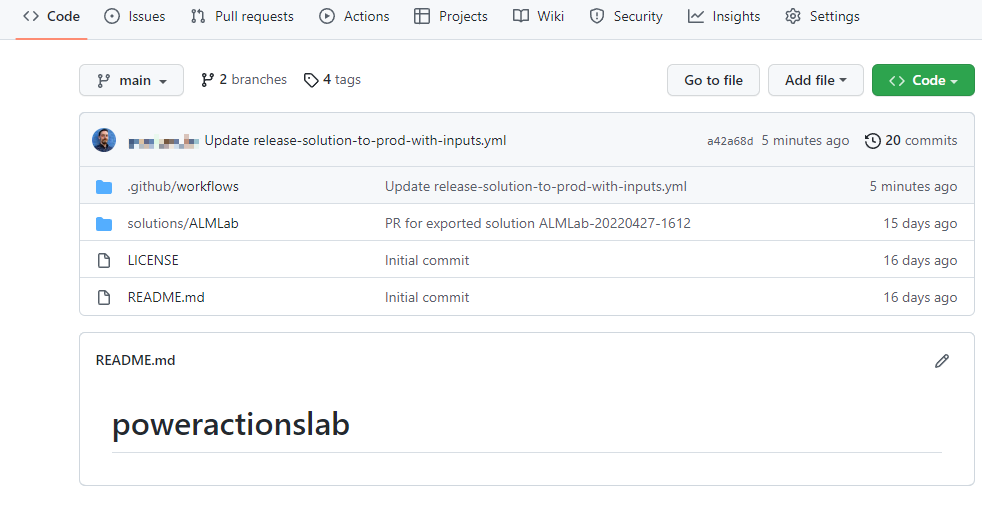 Code Issues Pull requests Actions Projects Wiki Security Insights Settings
main 2 branches 4 tags Go to file Add file Code
Update release-solution-to-prod-with-inputs.yml a42a68d 5 minutes ago 20 commits
.github/workflows Update release-solution-to-prod-with-inputs.yml 5 minutes ago
solutions/ALMLab PR for exported solution ALMLab-20220427-1612 15 days ago
LICENSE Initial commit 16 days ago
README.md Initial commit 16 days ago
README.md
poweractionslab